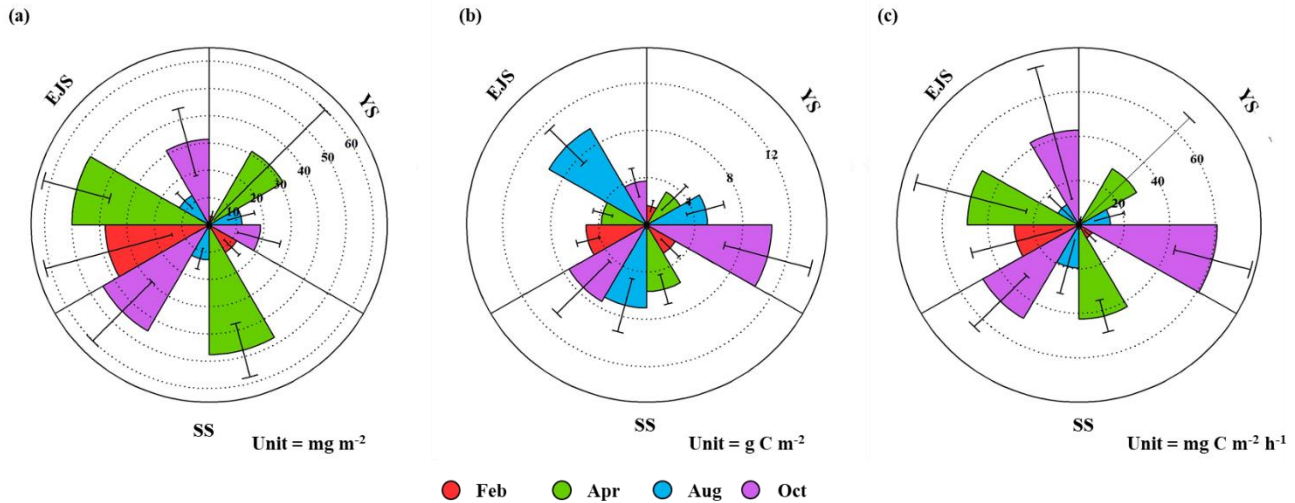 (a)
EJS
YS
10
20
30
40
50
60
SS
Unit = mg m⁻²
(b)
EJS
YS
4
8
12
SS
Unit = g C m⁻²
(c)
EJS
YS
20
40
60
SS
Unit = mg C m⁻² h⁻¹
Feb Apr Aug Oct